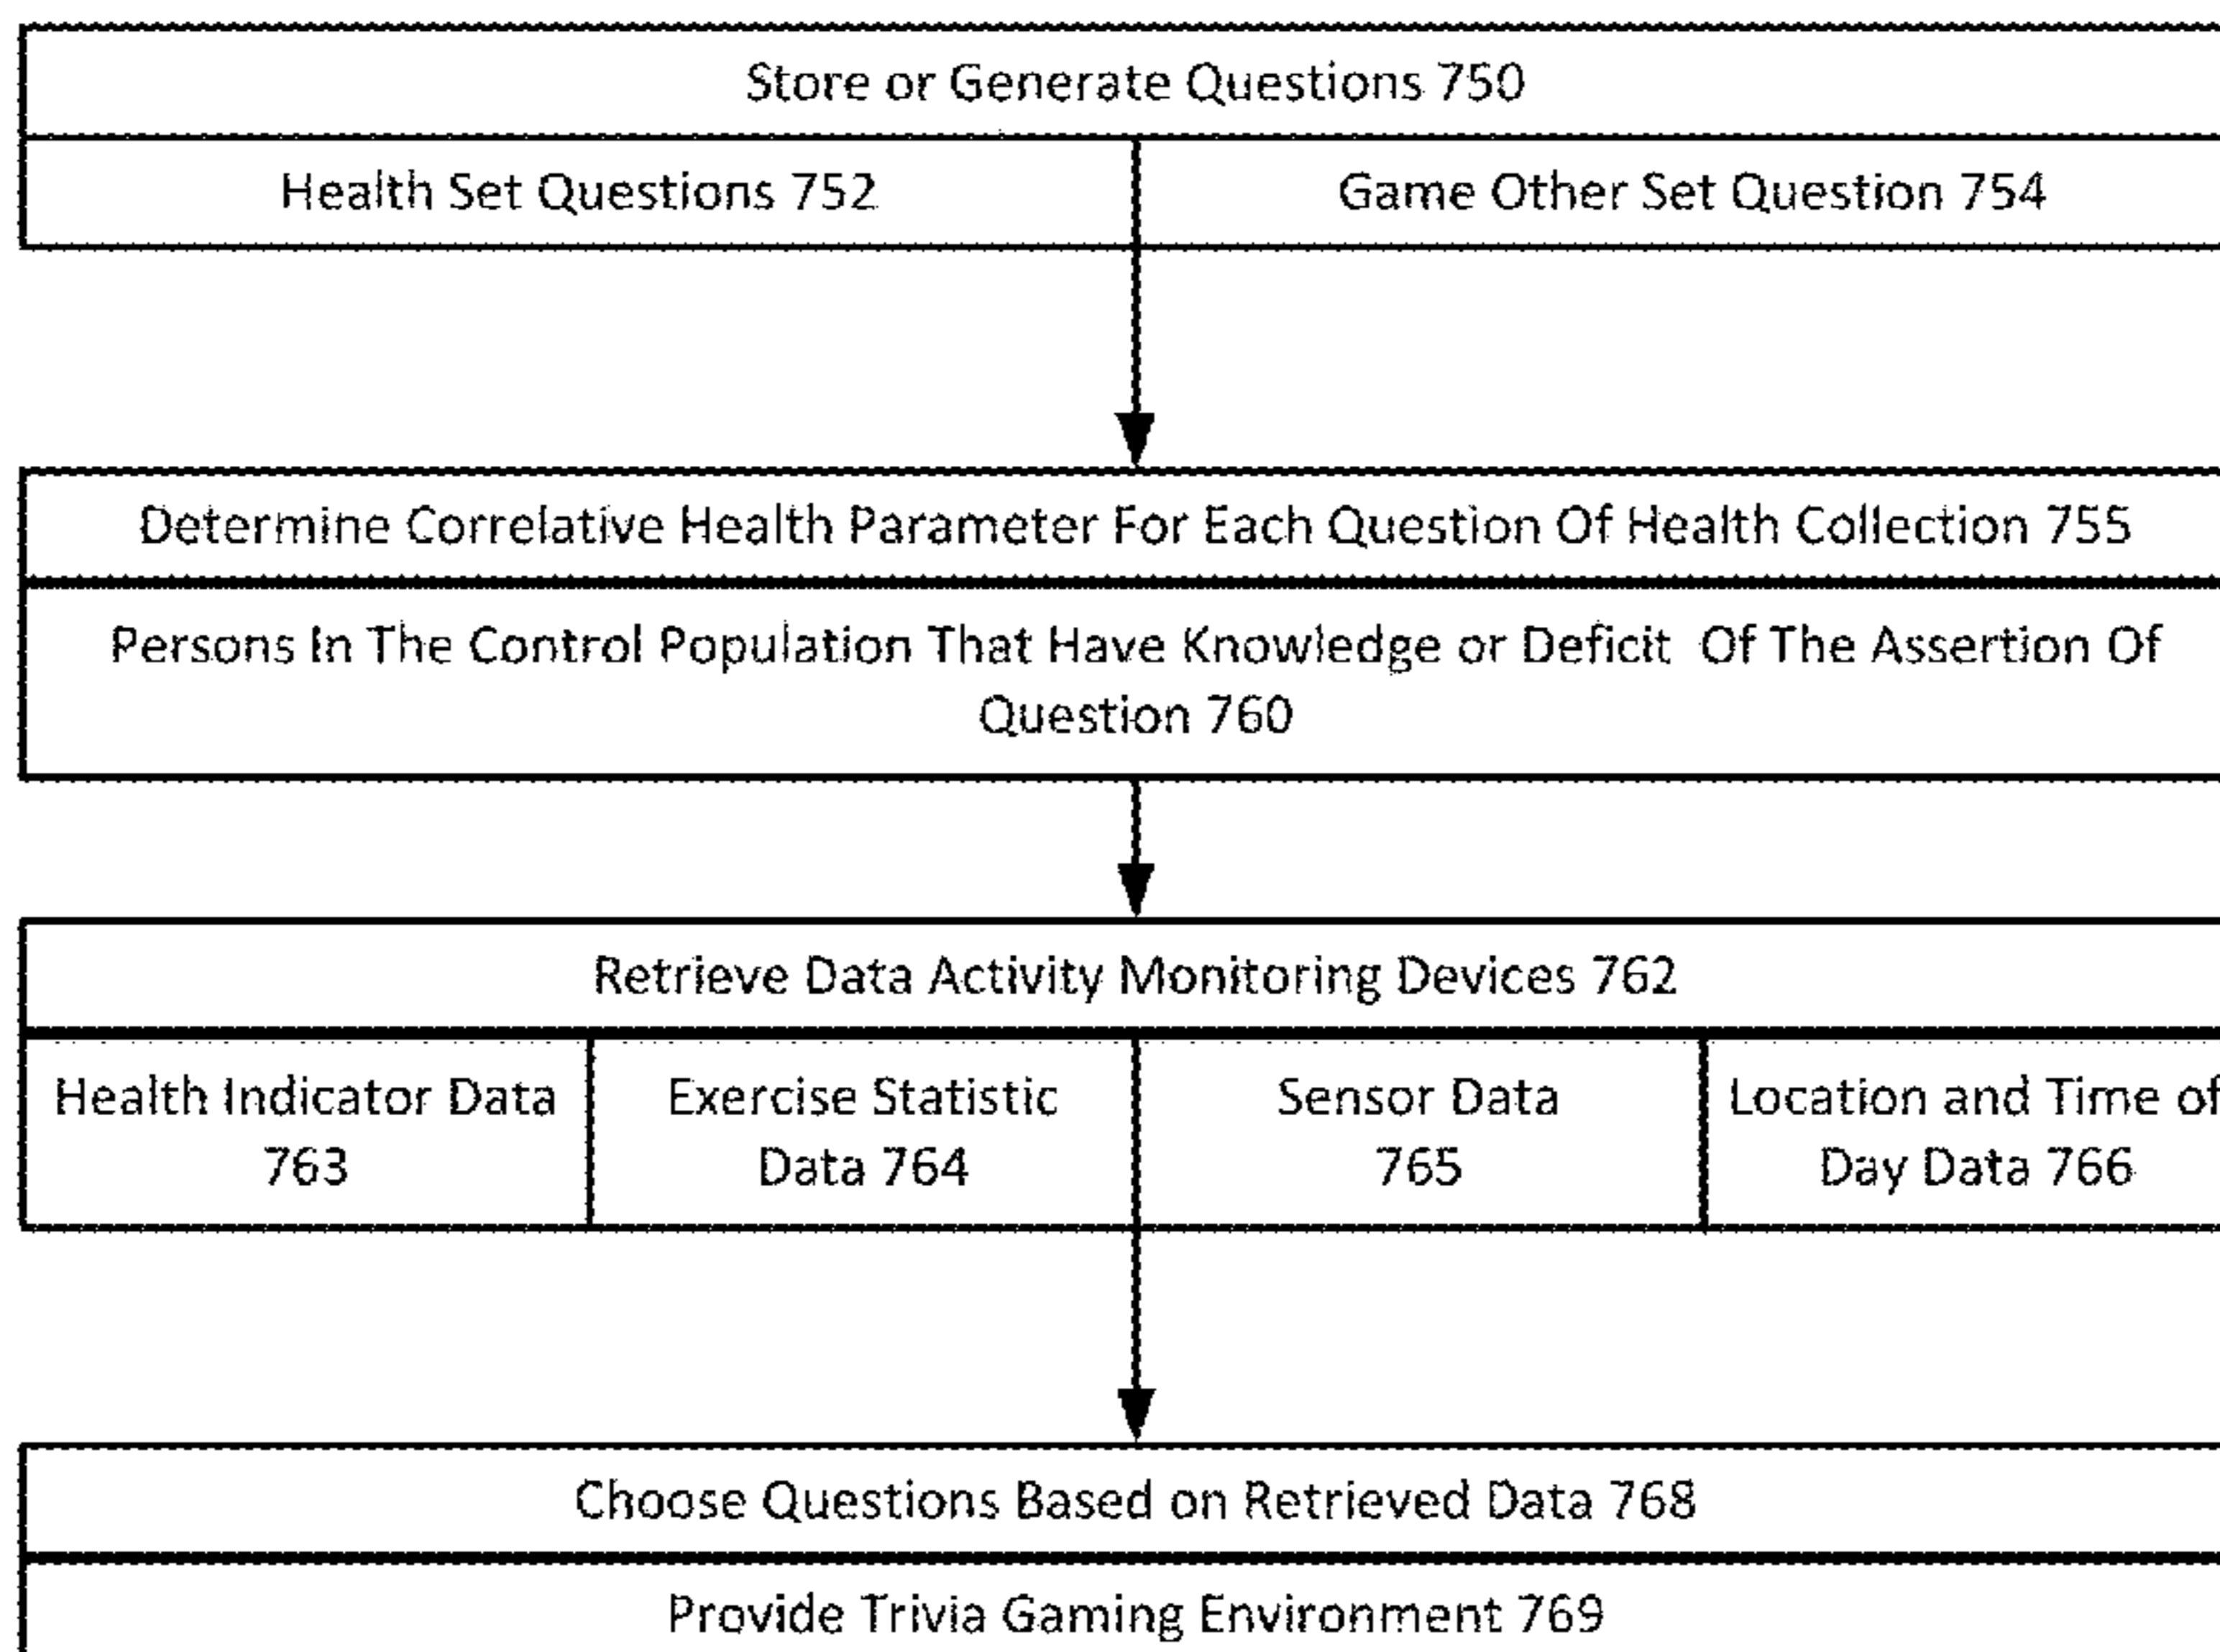 Store or Generate Questions 750
Health Set Questions 752
Game Other Set Question 754
Determine Correlative Health Parameter For Each Question Of Health Collection 755
Persons In The Control Population That Have Knowledge or Deficit Of The Assertion Of
Question 760
Retrieve Data Activity Monitoring Devices 762
Health Indicator Data
763
Exercise Statistic
Data 764
Sensor Data
765
Location and Time of
Day Data 766
Choose Questions Based on Retrieved Data 768
Provide Trivia Gaming Environment 769